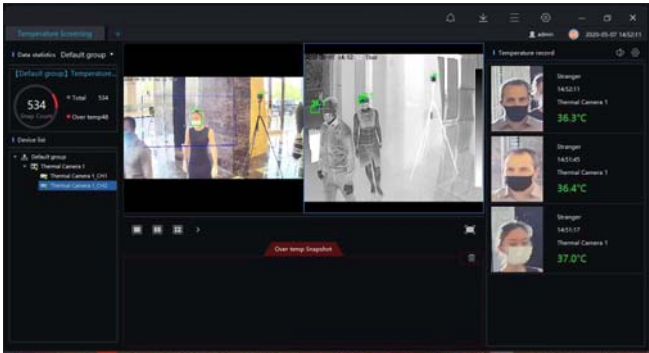 admin 2020-05-07 14:52:11
Temperature Screening +
Data statistics Default group
[Default group] Temperature...
534
Snap Count
Total 534
Over temp48
Device list
Default group
Thermal Camera 1
Thermal Camera 1_CH1
Thermal Camera 1_CH2
Over temp Snapshot
Temperature record
Stranger
14:52:11
Thermal Camera 1
36.3°C
Stranger
14:51:45
Thermal Camera 1
36.4°C
Stranger
14:51:17
Thermal Camera 1
37.0°C